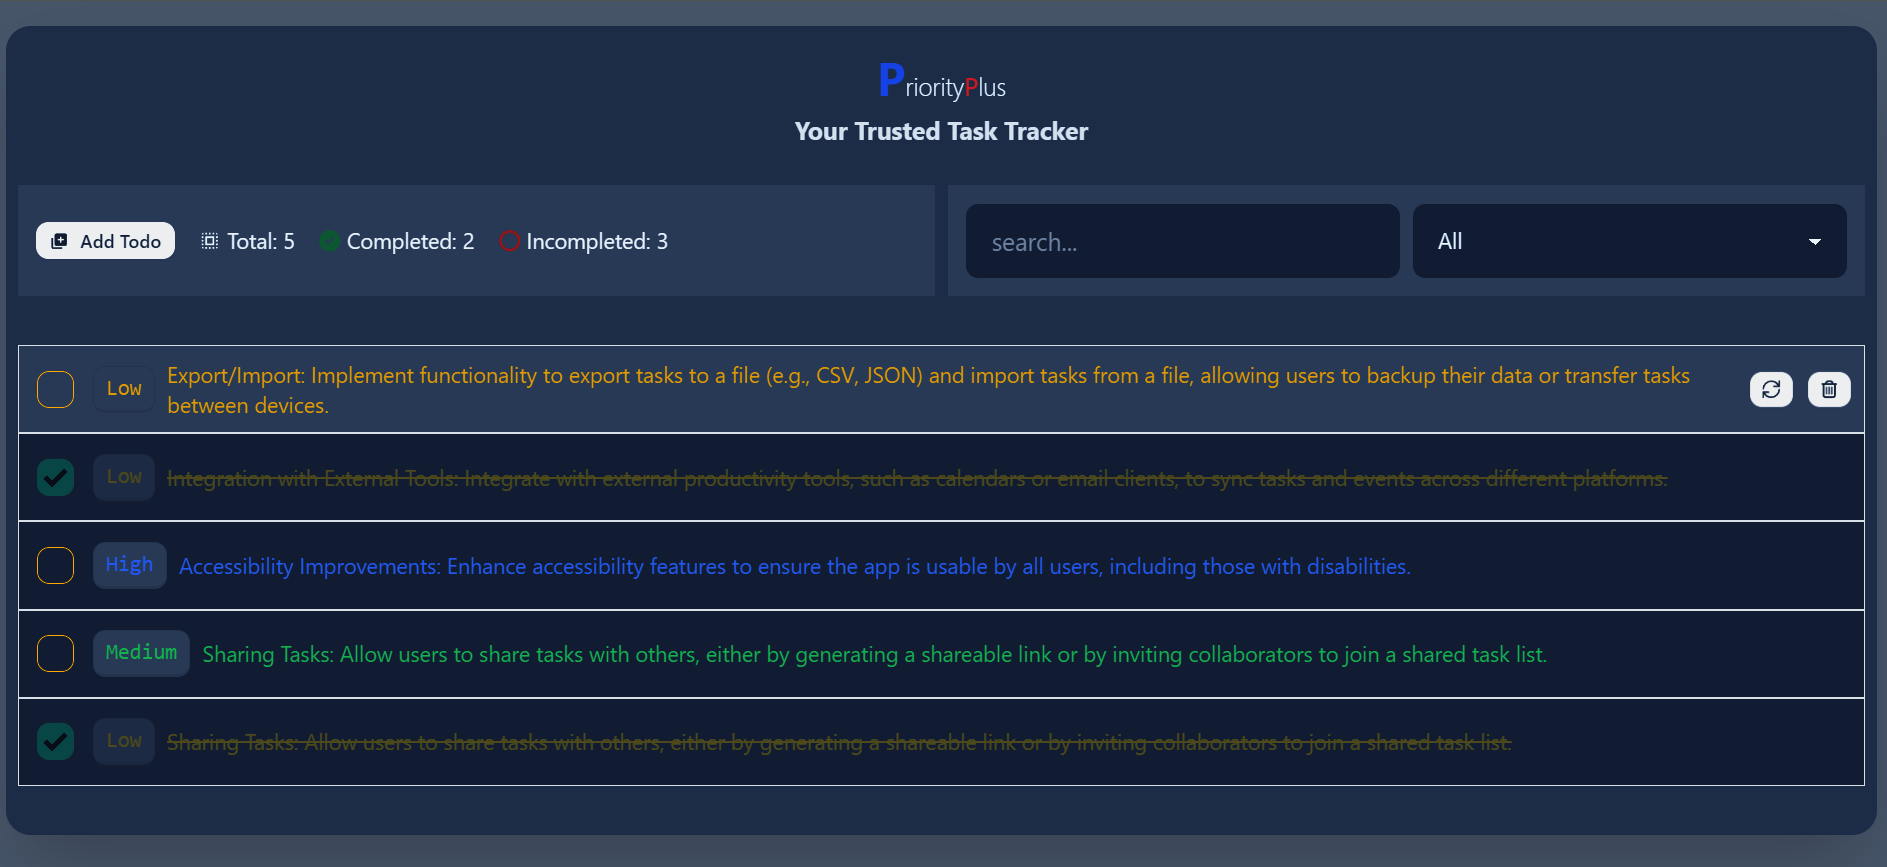 PriorityPlus
Your Trusted Task Tracker
Add Todo Total: 5 Completed: 2 Incompleted: 3 search... All
Low Export/Import: Implement functionality to export tasks to a file (e.g., CSV, JSON) and import tasks from a file, allowing users to backup their data or transfer tasks
between devices.
Low Integration with External Tools: Integrate with external productivity tools, such as calendars or email clients, to sync tasks and events across different platforms.
High Accessibility Improvements: Enhance accessibility features to ensure the app is usable by all users, including those with disabilities.
Medium Sharing Tasks: Allow users to share tasks with others, either by generating a shareable link or by inviting collaborators to join a shared task list.
Low Sharing Tasks: Allow users to share tasks with others, either by generating a shareable link or by inviting collaborators to join a shared task list.